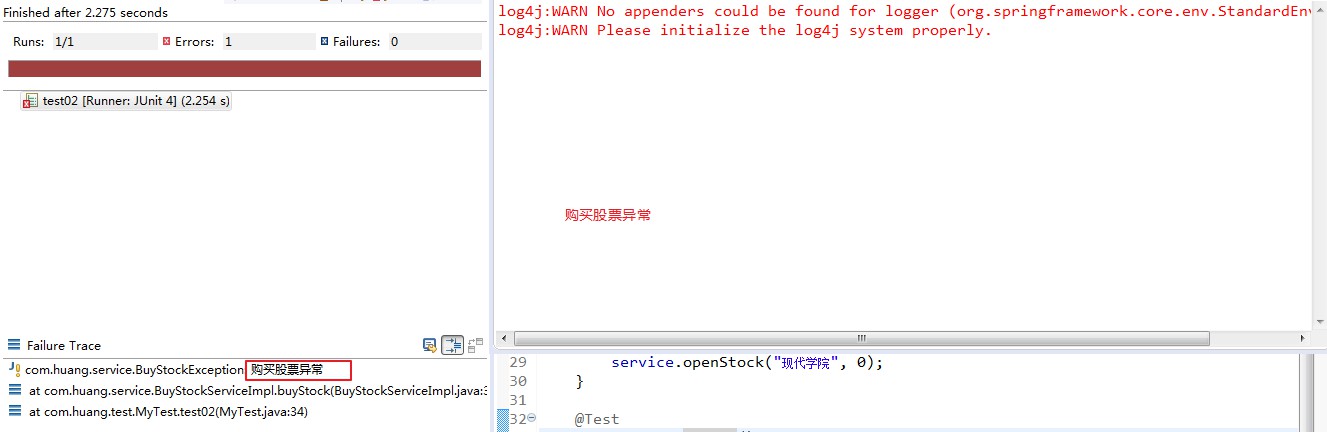 Finished after 2.275 seconds
Runs: 1/1 Errors: 1 Failures: 0
test02 [Runner: JUnit 4] (2.254 s)
Failure Trace
com.huang.service.BuyStockException: 购买股票异常
at com.huang.service.BuyStockServiceImpl.buyStock(BuyStockServiceImpl.java:3
at com.huang.test.MyTest.test02(MyTest.java:34)
log4j:WARN No appenders could be found for logger (org.springframework.core.env.StandardEnv
log4j:WARN Please initialize the log4j system properly.
购买股票异常
29 service.openStock("现代学院", 0);
30 }
31
32 @Test